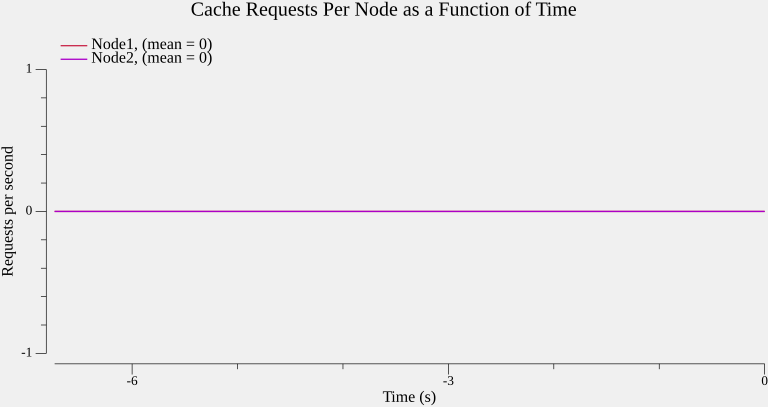 Cache Requests Per Node as a Function of Time
Node1, (mean = 0)
Node2, (mean = 0)
Requests per second
1
0
-1
-6
-3
0
Time (s)